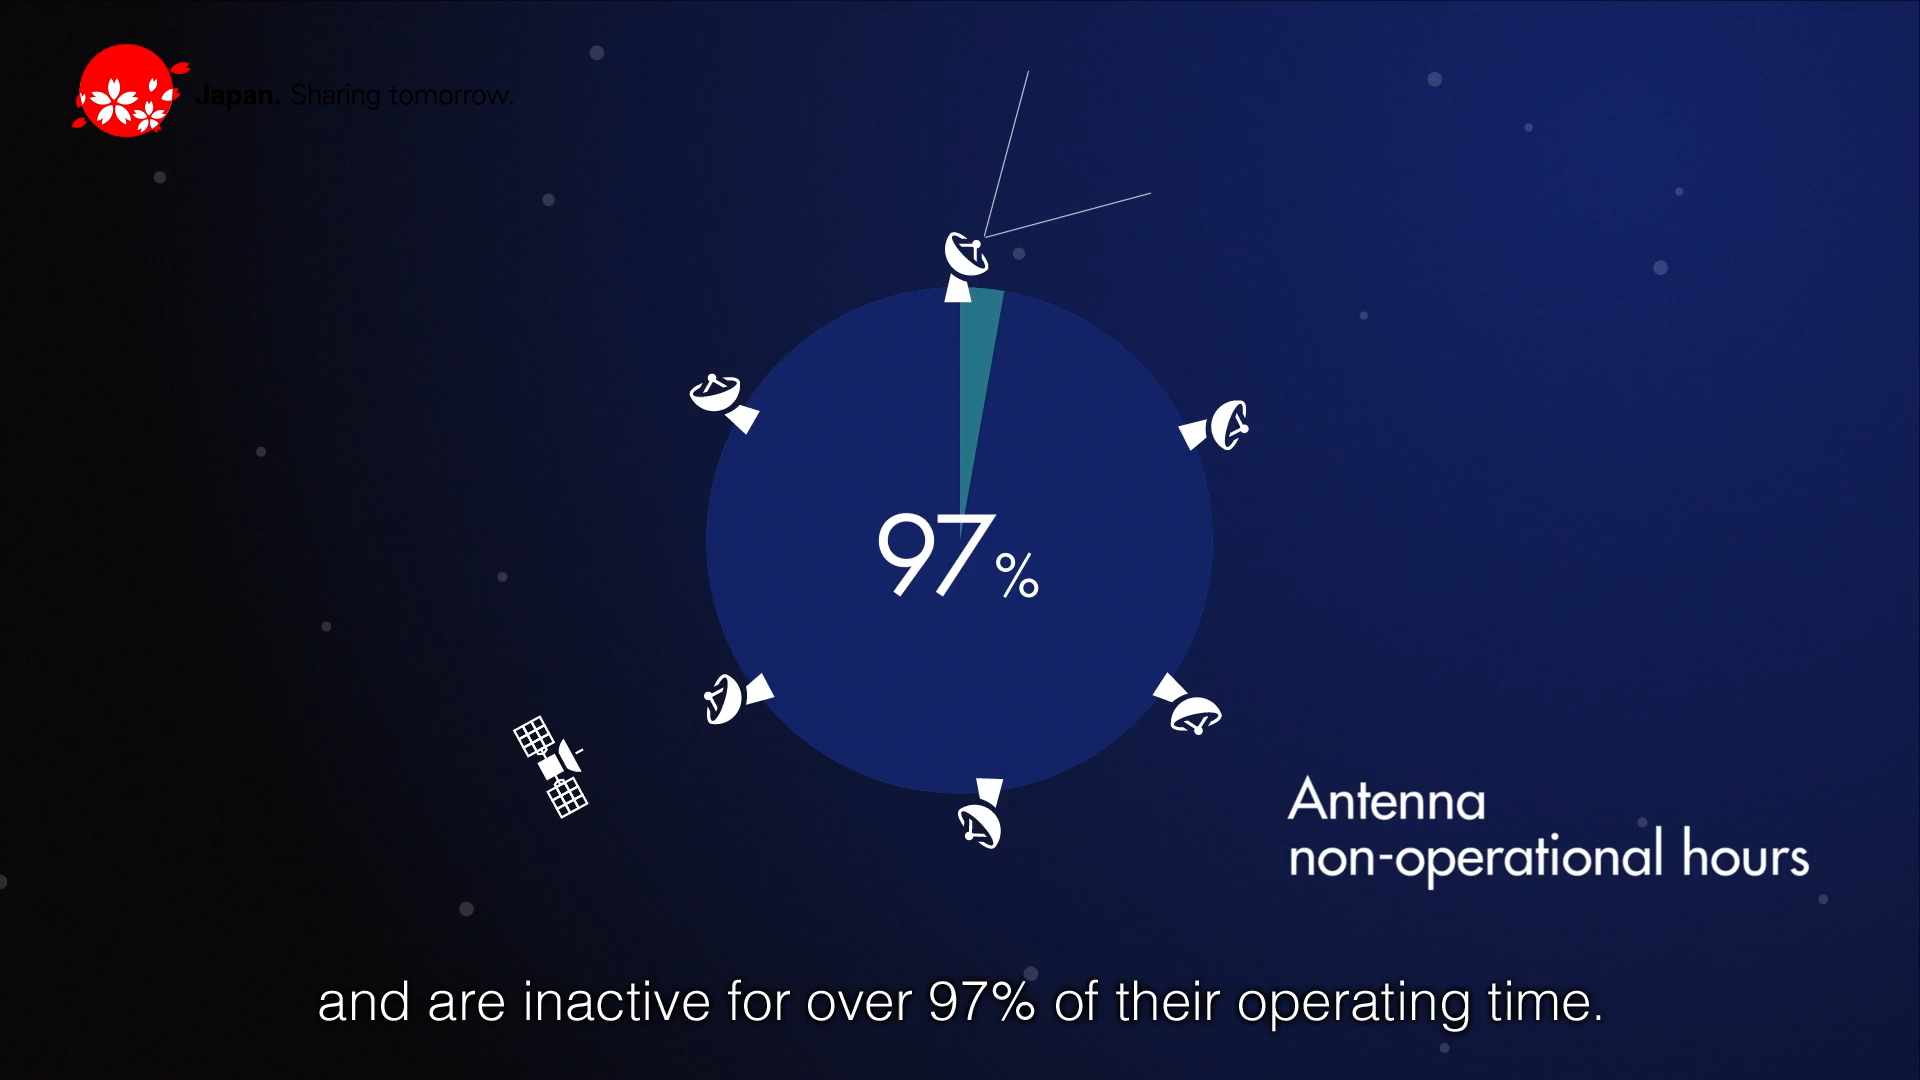 Japan. Sharing tomorrow.
97%
Antenna
non-operational hours
and are inactive for over 97% of their operating time.